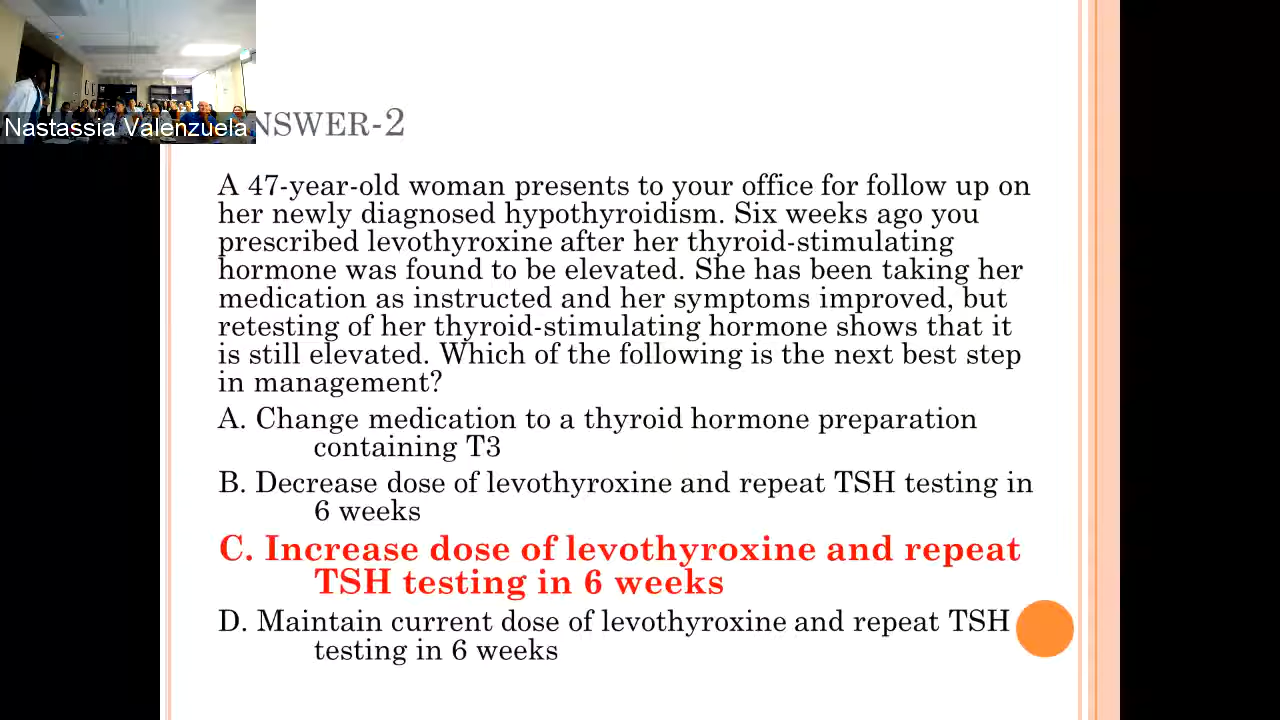 Nastassia Valenzuela
NSWER-2
A 47-year-old woman presents to your office for follow up on
her newly diagnosed hypothyroidism. Six weeks ago you
prescribed levothyroxine after her thyroid-stimulating
hormone was found to be elevated. She has been taking her
medication as instructed and her symptoms improved, but
retesting of her thyroid-stimulating hormone shows that it
is still elevated. Which of the following is the next best step
in management?
A. Change medication to a thyroid hormone preparation
containing T3
B. Decrease dose of levothyroxine and repeat TSH testing in
6 weeks
C. Increase dose of levothyroxine and repeat
TSH testing in 6 weeks
D. Maintain current dose of levothyroxine and repeat TSH
testing in 6 weeks